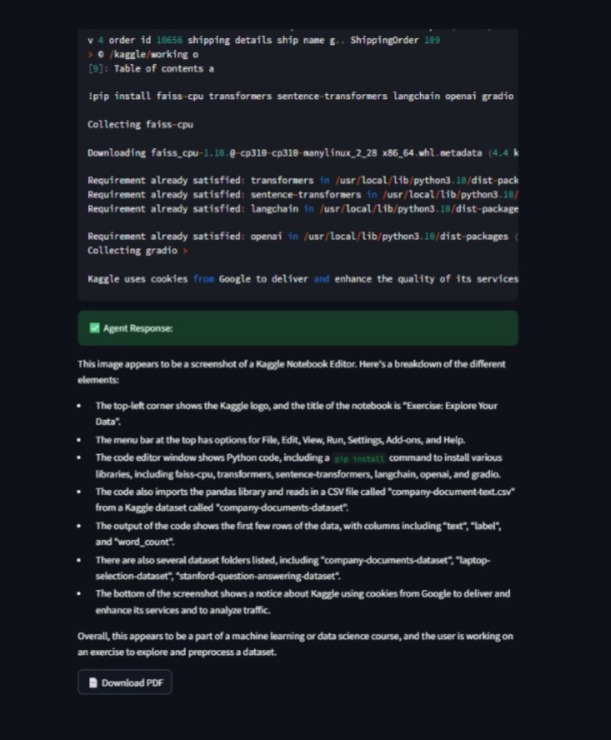 v 4 order id 10656 shipping details ship name g.. ShippingOrder 109
> © /kaggle/working o
[9]: Table of contents a
!pip install faiss-cpu transformers sentence-transformers langchain openai gradio
Collecting faiss-cpu
Downloading faiss_cpu-1.10.0-cp310-cp310-manylinux_2_28 x86_64.whl.metadata (4.4 k
Requirement already satisfied: transformers in /usr/local/lib/python3.10/dist-pack
Requirement already satisfied: sentence-transformers in /usr/local/lib/python3.10/
Requirement already satisfied: langchain in /usr/local/lib/python3.10/dist-package
Requirement already satisfied: openai in /usr/local/lib/python3.10/dist-packages (
Collecting gradio >
Kaggle uses cookies from Google to deliver and enhance the quality of its services
✅ Agent Response:
This image appears to be a screenshot of a Kaggle Notebook Editor. Here's a breakdown of the different
elements:
• The top-left corner shows the Kaggle logo, and the title of the notebook is "Exercise: Explore Your
Data".
• The menu bar at the top has options for File, Edit, View, Run, Settings, Add-ons, and Help.
• The code editor window shows Python code, including a pip install command to install various
libraries, including faiss-cpu, transformers, sentence-transformers, langchain, openai, and gradio.
• The code also imports the pandas library and reads in a CSV file called "company-document-text.csv"
from a Kaggle dataset called "company-documents-dataset".
• The output of the code shows the first few rows of the data, with columns including "text", "label",
and "word_count".
• There are also several dataset folders listed, including "company-documents-dataset", "laptop-
selection-dataset", "stanford-question-answering-dataset".
• The bottom of the screenshot shows a notice about Kaggle using cookies from Google to deliver and
enhance its services and to analyze traffic.
Overall, this appears to be a part of a machine learning or data science course, and the user is working on
an exercise to explore and preprocess a dataset.
Download PDF